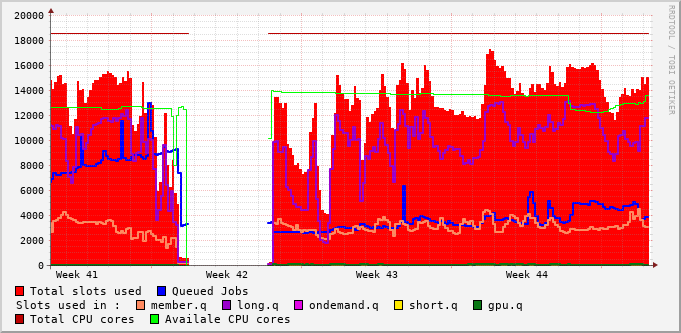 20000
18000
16000
14000
12000
10000
8000
6000
4000
2000
0
Week 41 Week 42 Week 43 Week 44
RRDTOOL / TOBI OETIKER
Total slots used Queued Jobs
Slots used in : member.q long.q ondemand.q short.q gpu.q
Total CPU cores Availale CPU cores